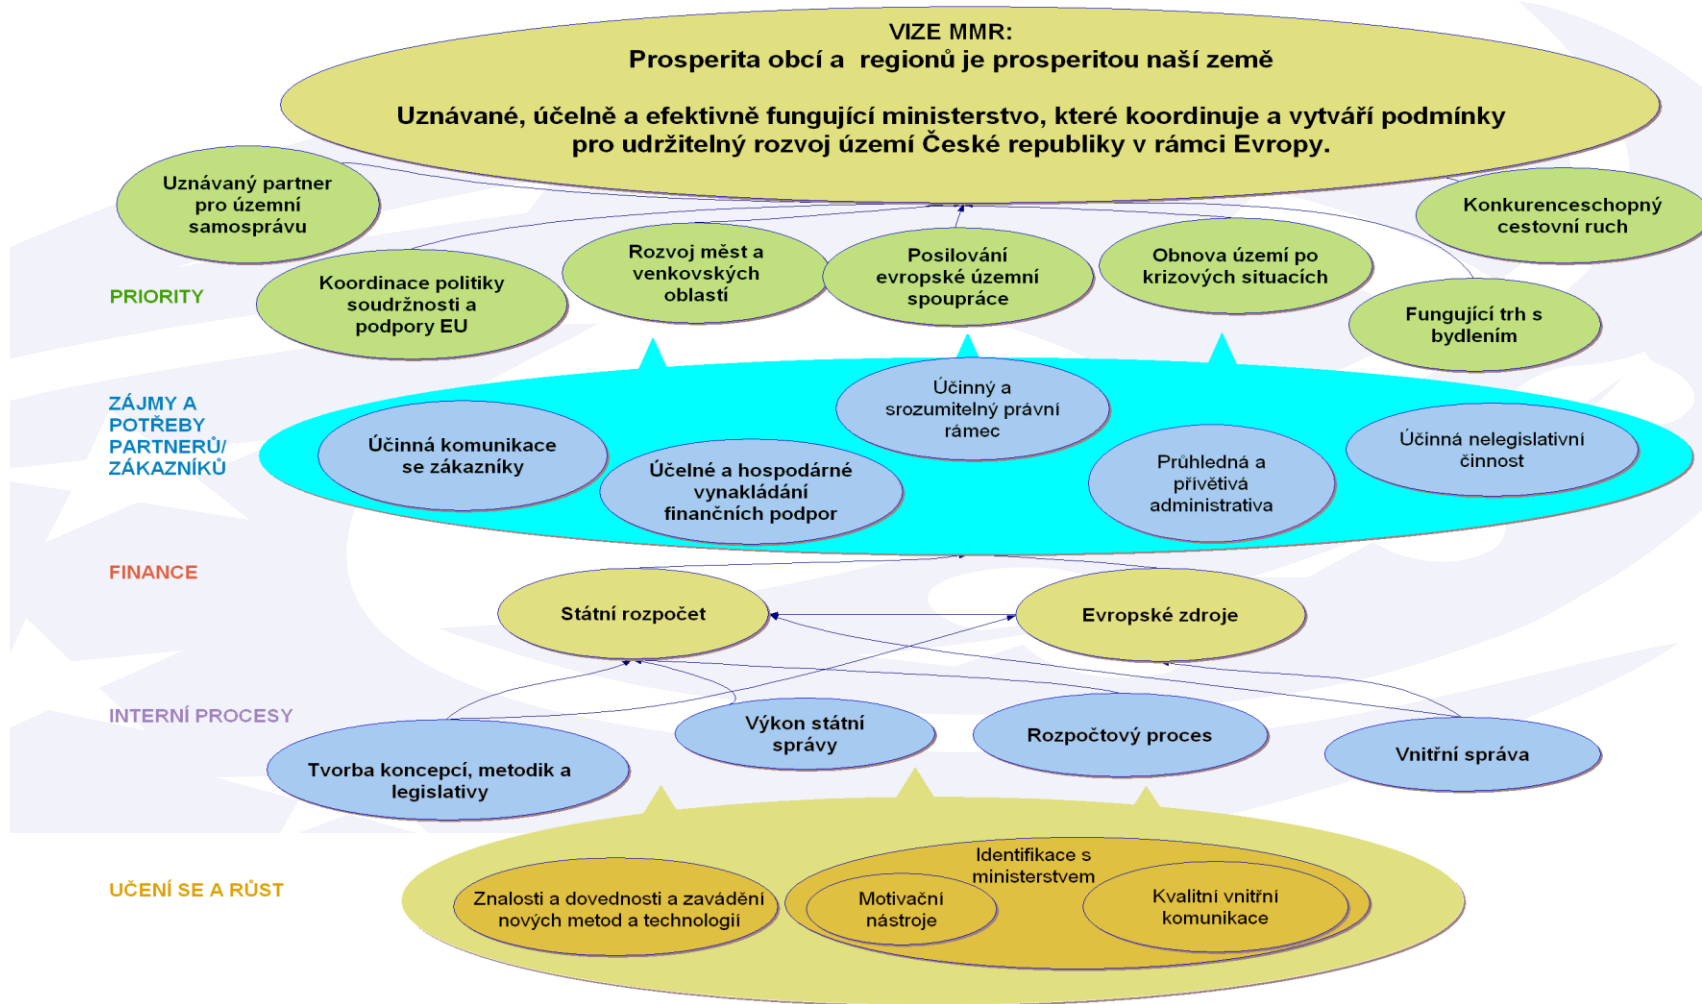 VIZE MMR:
Prosperita obcí a regionů je prosperitou naší země
Uznávané, účelně a efektivně fungující ministerstvo, které koordinuje a vytváří podmínky
pro udržitelný rozvoj území České republiky v rámci Evropy.
Uznávaný partner
pro územní
samosprávu
Konkurenceschopný
cestovní ruch
PRIORITY
Koordinace politiky
soudržnosti a
podpory EU
Rozvoj měst a
venkovských
oblastí
Posilování
evropské územní
spoupráce
Obnova území po
krizových situacích
Fungující trh s
bydlením
ZÁJMY A
POTŘEBY
PARTNERŮ/
ZÁKAZNÍKŮ
Účinná komunikace
se zákazníky
Účelné a hospodárné
vynakládání
finančních podpor
Účinný a
srozumitelný právní
rámec
Průhledná a
přívětivá
administrativa
Účinná nelegislativní
činnost
FINANCE
Státní rozpočet
Evropské zdroje
INTERNÍ PROCESY
Tvorba koncepcí, metodik a
legislativy
Výkon státní
správy
Rozpočtový proces
Vnitřní správa
UČENÍ SE A RŮST
Znalosti a dovednosti a zavádění
nových metod a technologií
Identifikace s
ministerstvem
Motivační
nástroje
Kvalitní vnitřní
komunikace